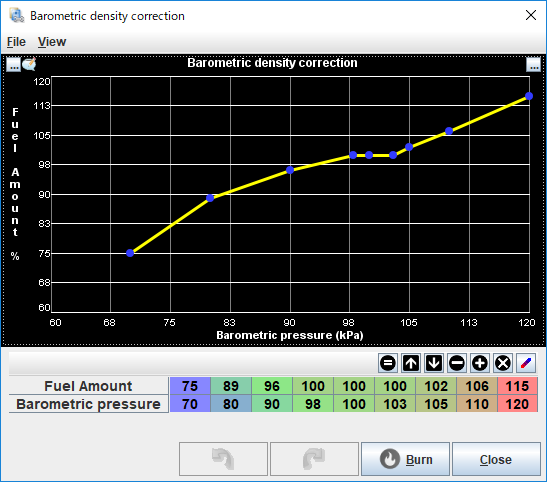 Barometric density correction
File View
... Barometric density correction ...
120
113
105
98
90
83
75
68
60
Fuel Amount %
60 68 75 83 90 98 105 113 120
Barometric pressure (kPa)
Fuel Amount 75 89 96 100 100 100 102 106 115
Barometric pressure 70 80 90 98 100 103 105 110 120
Burn Close